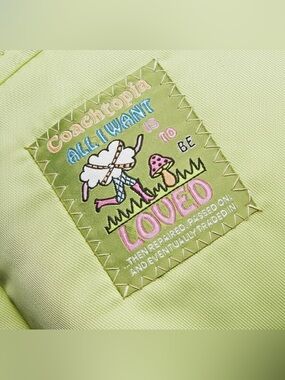 Coachtopia
ALL I WANT
IS
TO
BE
LOVED
...THEN REPAIRED, PASSED ON,
AND EVENTUALLY TRADED IN!